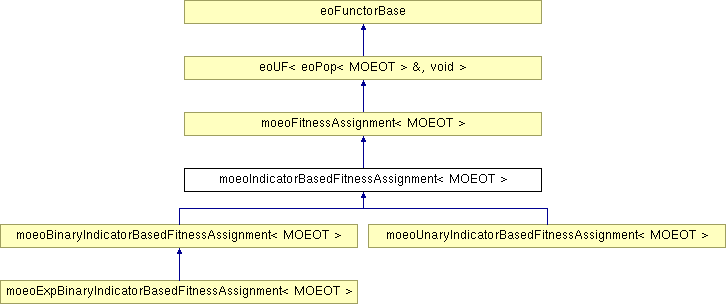 eoFunctorBase
eoUF< eoPop< MOEOT > &, void >
moeoFitnessAssignment< MOEOT >
moeoIndicatorBasedFitnessAssignment< MOEOT >
moeoBinaryIndicatorBasedFitnessAssignment< MOEOT >
moeoUnaryIndicatorBasedFitnessAssignment< MOEOT >
moeoExpBinaryIndicatorBasedFitnessAssignment< MOEOT >